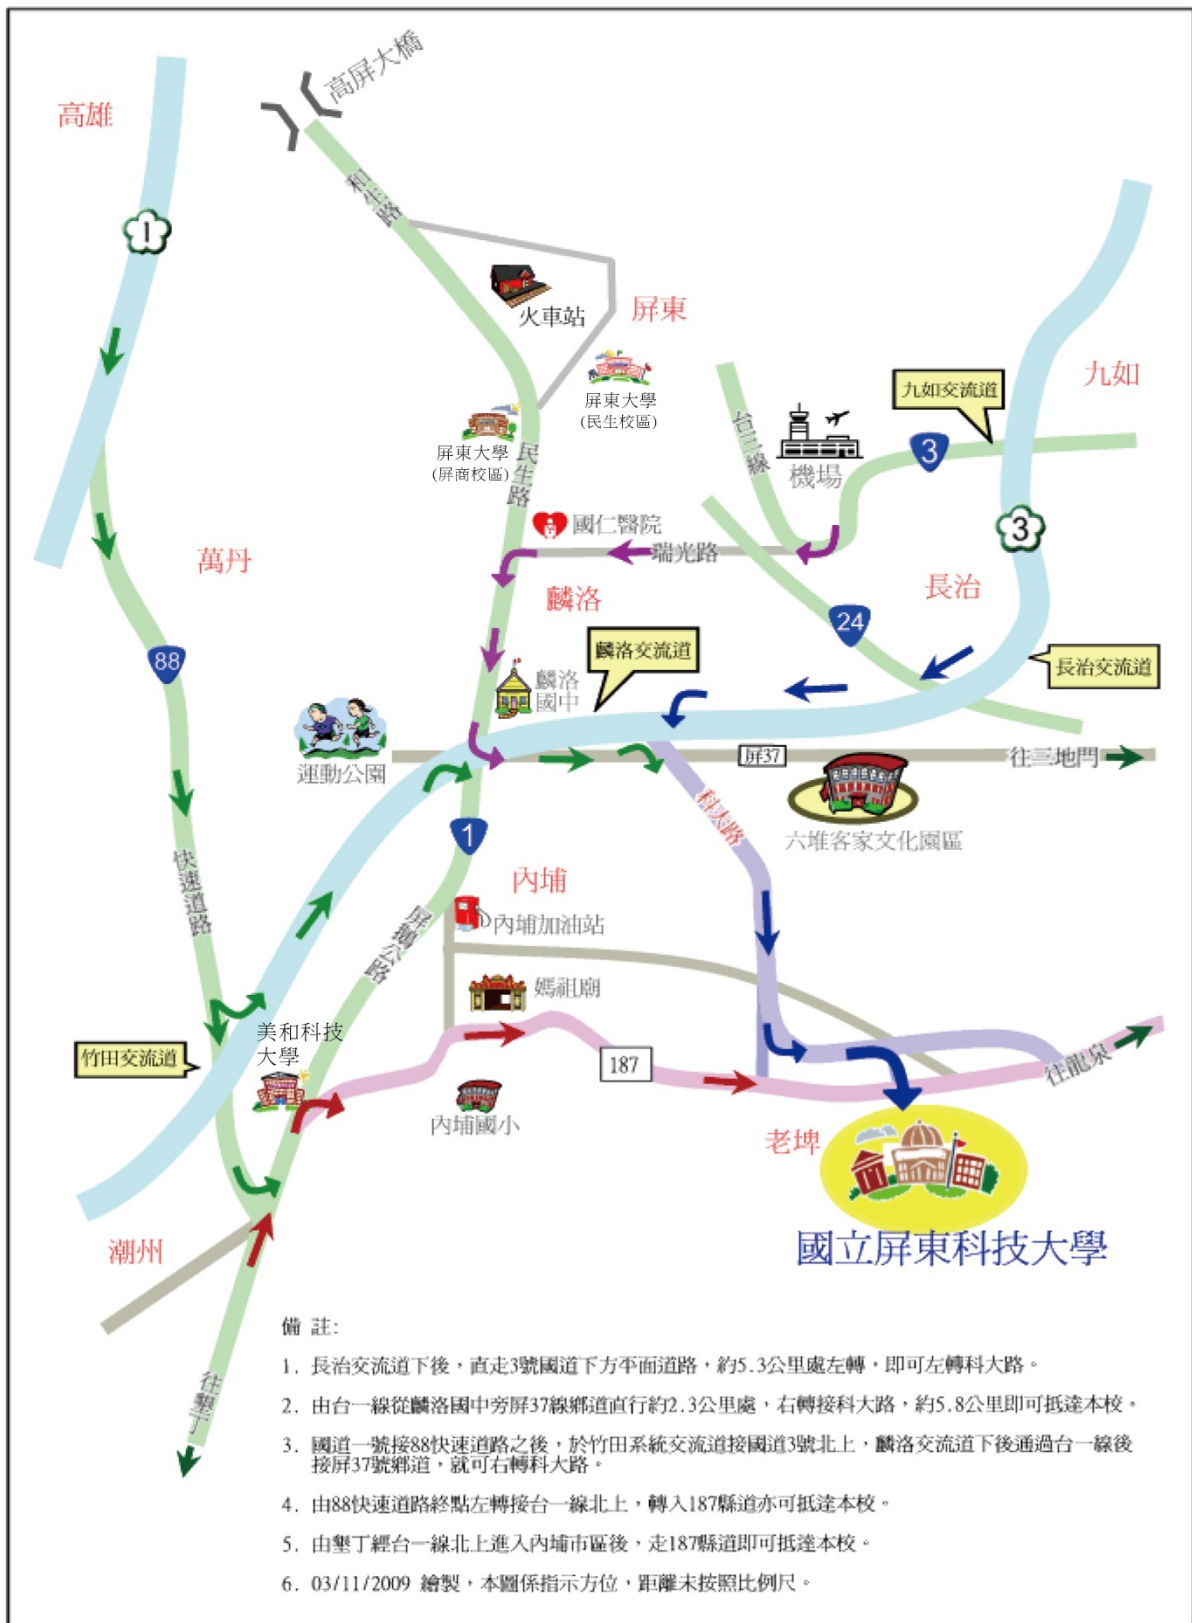 高雄
高屏大橋
1
和生路
火車站
屏東
屏東大學
(民生校區)
屏東大學
(屏商校區)
民生路
九如
九如交流道
3
台三線
機場
3
國仁醫院
瑞光路
萬丹
麟洛
長治
24
88
麟洛交流道
長治交流道
麟洛
國中
運動公園
屏37
往三地門
科大路
六堆客家文化園區
1
快速道路
內埔
屏鵝公路
內埔加油站
媽祖廟
美和科技
大學
竹田交流道
187
往龍泉
內埔國小
老埤
國立屏東科技大學
潮州
往墾丁
備 註:
1. 長治交流道下後，直走3號國道下方平面道路，約5.3公里處左轉，即可左轉科大路。
2. 由台一線從麟洛國中旁屏37線鄉道直行約2.3公里處，右轉接科大路，約5.8公里即可抵達本校。
3. 國道一號接88快速道路之後，於竹田系統交流道接國道3號北上，麟洛交流道下後通過台一線後
接屏37號鄉道，就可右轉科大路。
4. 由88快速道路終點左轉接台一線北上，轉入187縣道亦可抵達本校。
5. 由墾丁經台一線北上進入內埔市區後，走187縣道即可抵達本校。
6. 03/11/2009 繪製，本圖係指示方位，距離未按照比例尺。